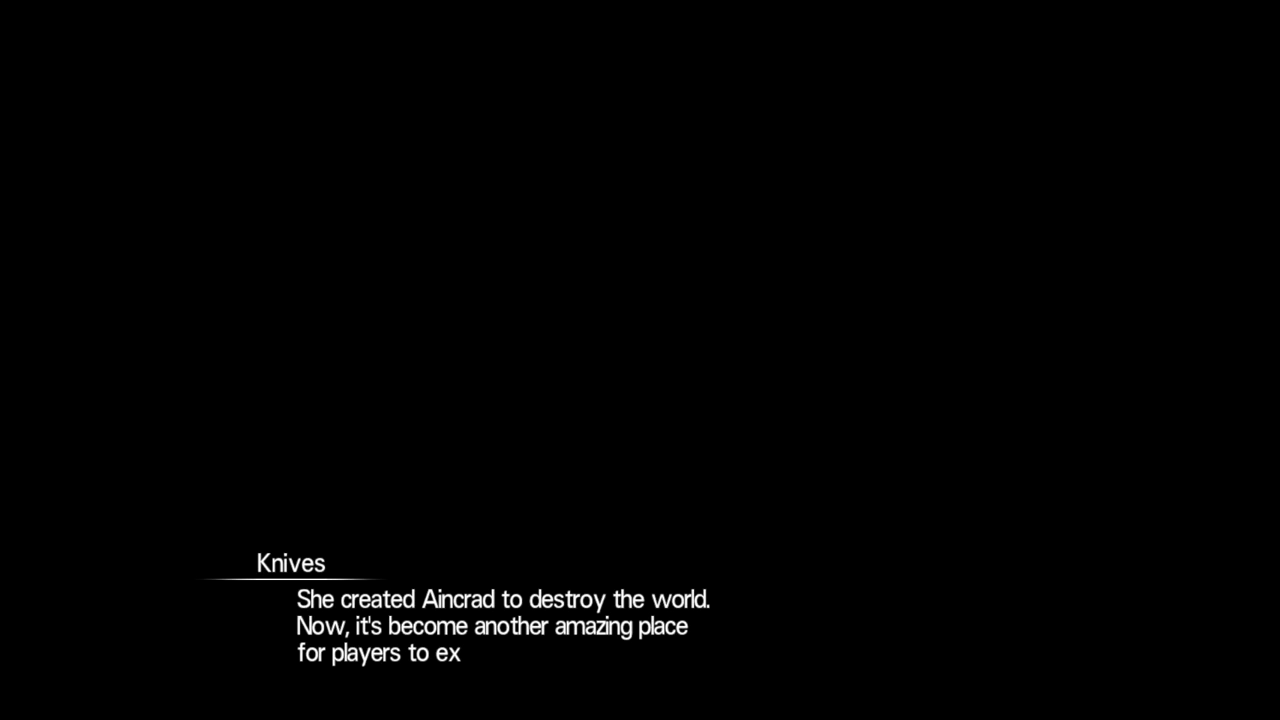 Knives
She created Aincrad to destroy the world.
Now, it's become another amazing place
for players to ex